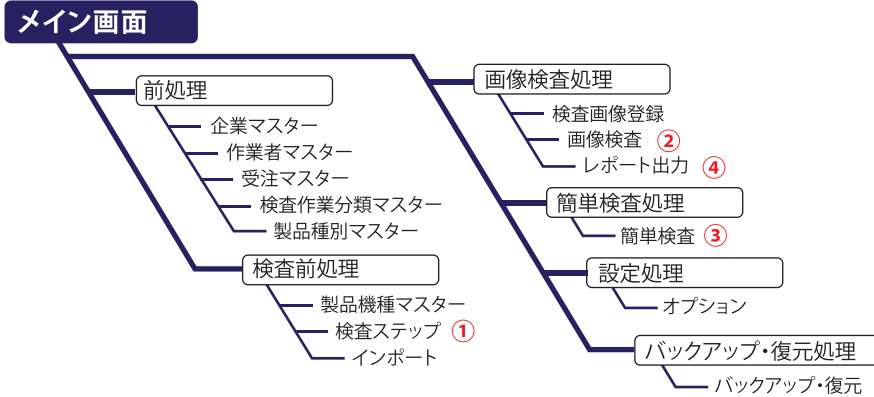 メイン画面
前処理
企業マスター
作業者マスター
受注マスター
検査作業分類マスター
製品種別マスター
検査前処理
製品機種マスター
検査ステップ ①
インポート
画像検査処理
検査画像登録
画像検査 ②
レポート出力 ④
簡単検査処理
簡単検査 ③
設定処理
オプション
バックアップ・復元処理
バックアップ・復元